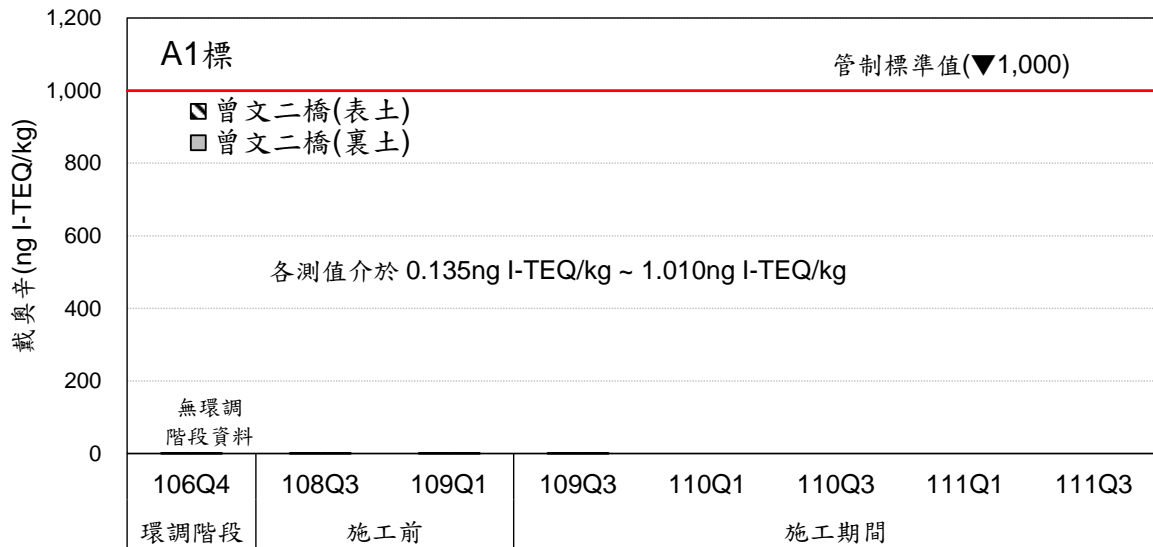 1,200
A1標
管制標準值(▼1,000)
1,000
曾文二橋(表土)
曾文二橋(裏土)
800
600
各測值介於 0.135ng I-TEQ/kg ~ 1.010ng I-TEQ/kg
400
200
無環調
階段資料
0
戴奧辛(ng I-TEQ/kg)
106Q4 108Q3 109Q1 109Q3 110Q1 110Q3 111Q1 111Q3
環調階段 施工前 施工期間